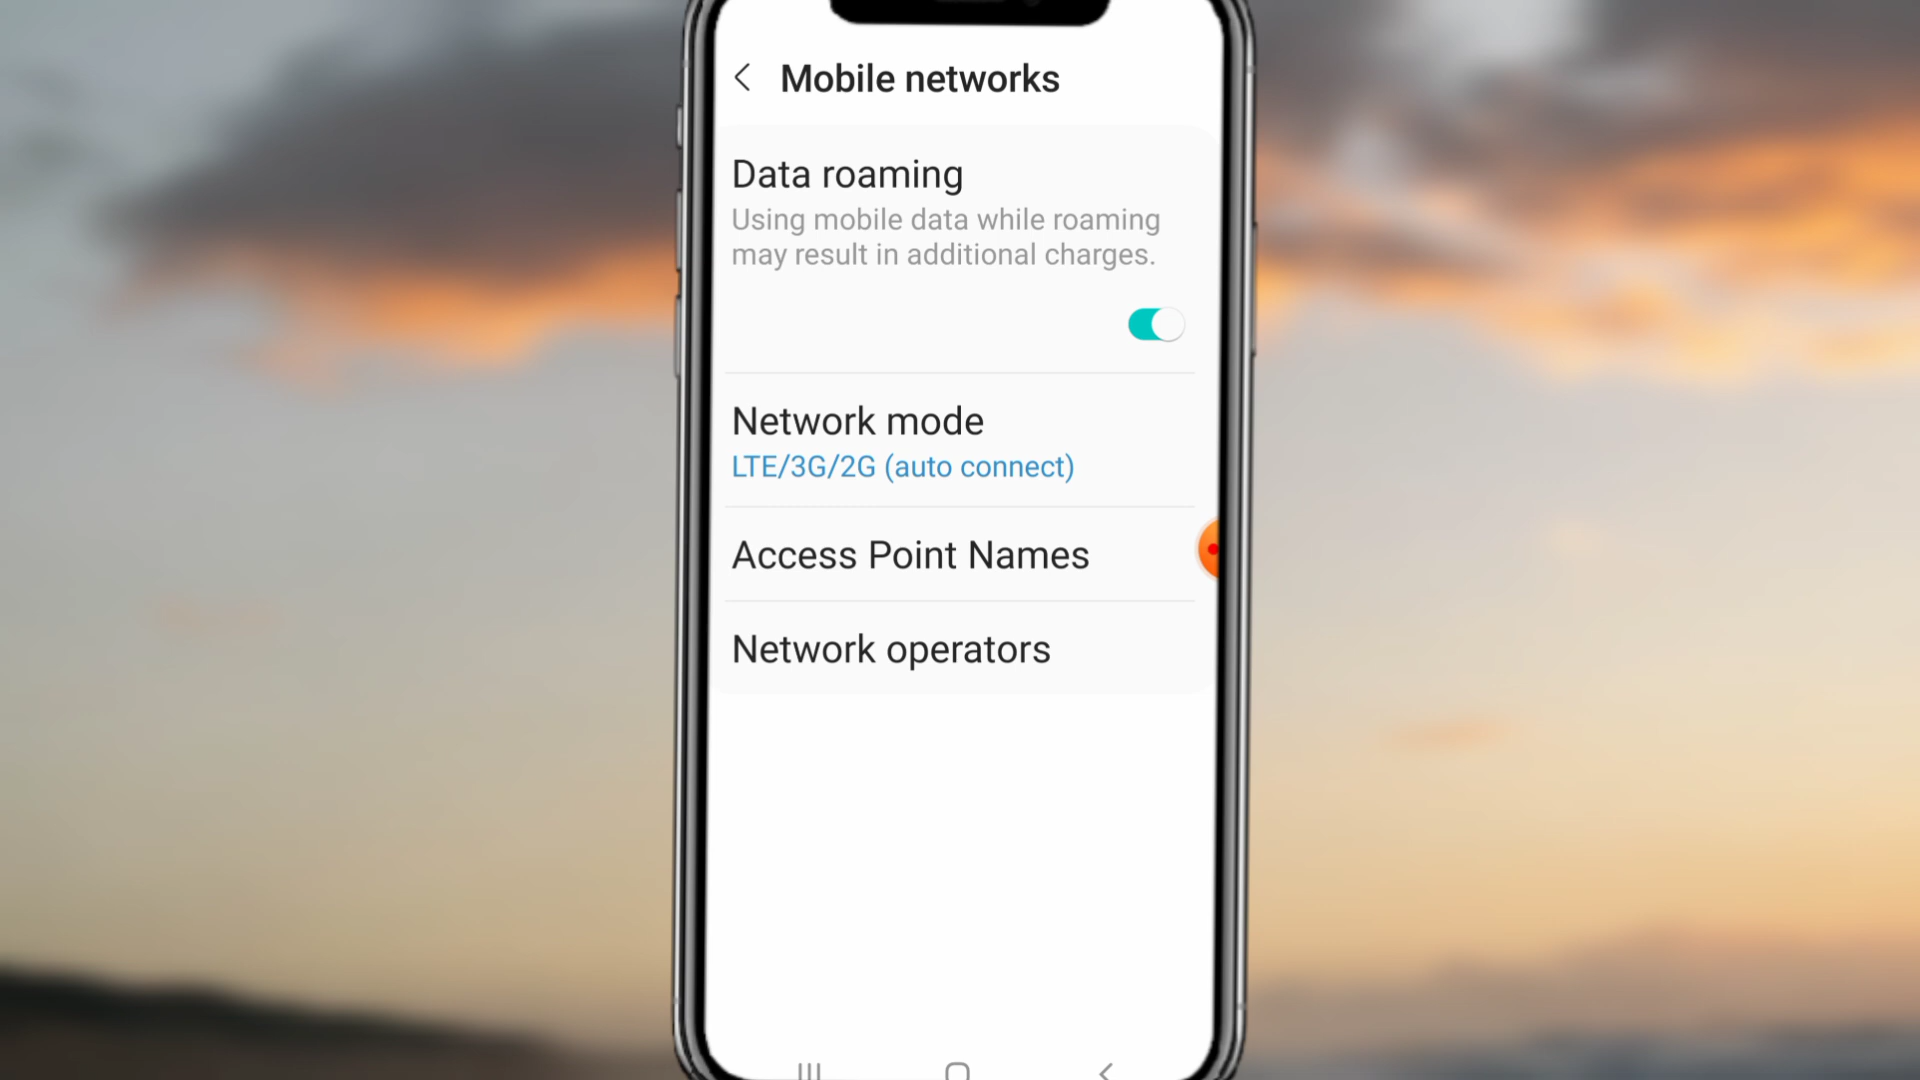 Mobile networks
Data roaming
Using mobile data while roaming
may result in additional charges.
Network mode
LTE/3G/2G (auto connect)
Access Point Names
Network operators